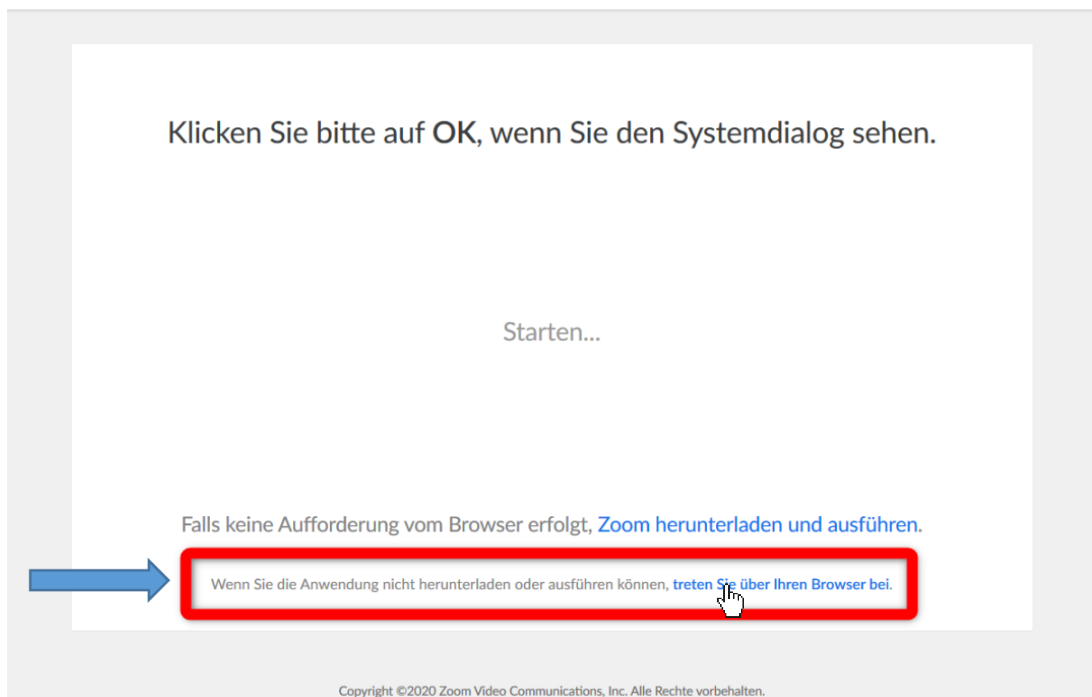 Klicken Sie bitte auf OK, wenn Sie den Systemdialog sehen.
Starten...
Falls keine Aufforderung vom Browser erfolgt, Zoom herunterladen und ausführen.
Wenn Sie die Anwendung nicht herunterladen oder ausführen können, treten Sie über Ihren Browser bei.
Copyright ©2020 Zoom Video Communications, Inc. Alle Rechte vorbehalten.